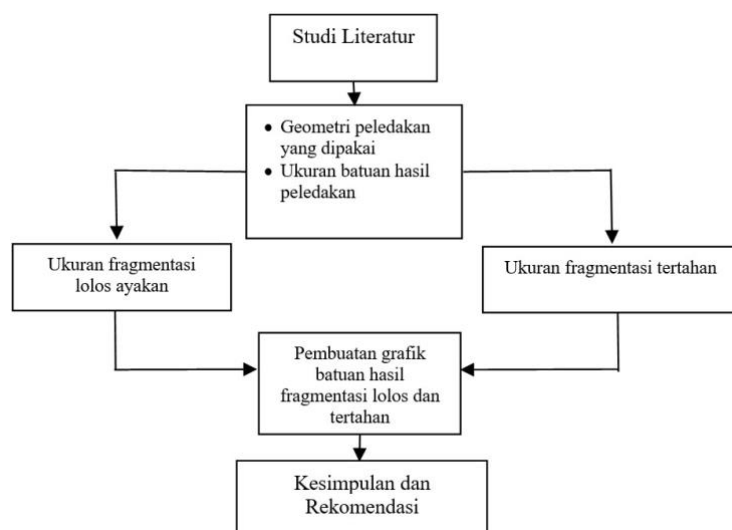 Studi Literatur
• Geometri peledakan
yang dipakai
• Ukuran batuan hasil
peledakan
Ukuran fragmentasi
lolos ayakan
Ukuran fragmentasi tertahan
Pembuatan grafik
batuan hasil
fragmentasi lolos dan
tertahan
Kesimpulan dan
Rekomendasi